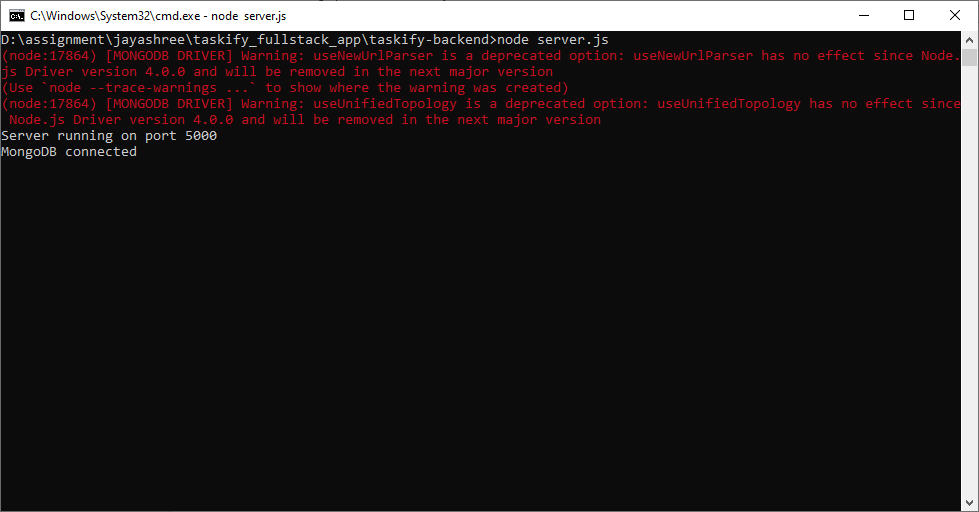 C:\Windows\System32\cmd.exe - node server.js
D:\assignment\jayashree\taskify_fullstack_app\taskify-backend>node server.js
(node:17864) [MONGODB DRIVER] Warning: useNewUrlParser is a deprecated option: useNewUrlParser has no effect since Node.
js Driver version 4.0.0 and will be removed in the next major version
(Use `node --trace-warnings ...` to show where the warning was created)
(node:17864) [MONGODB DRIVER] Warning: useUnifiedTopology is a deprecated option: useUnifiedTopology has no effect since
 Node.js Driver version 4.0.0 and will be removed in the next major version
Server running on port 5000
MongoDB connected